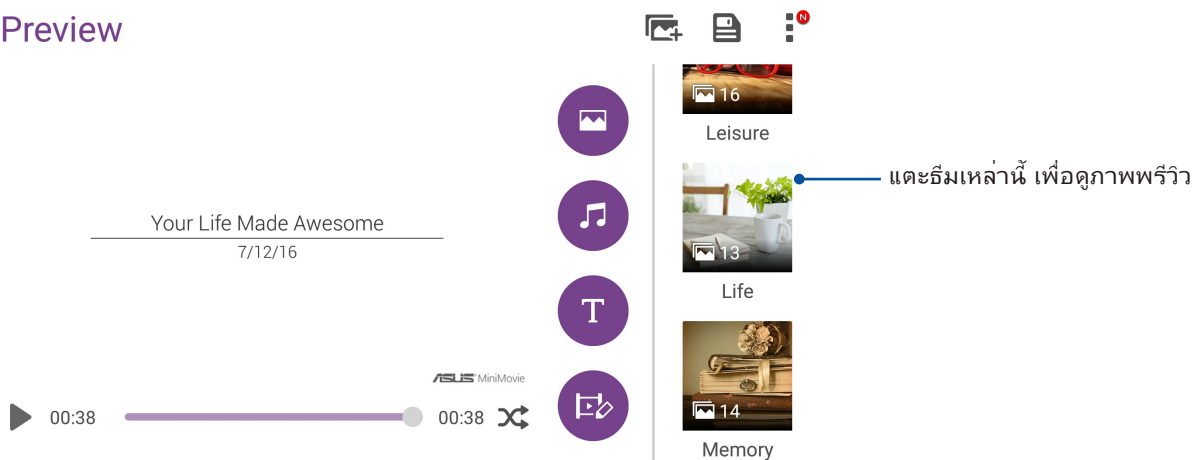 Preview
N
16
Leisure
แตะธีมเหล่านี้ เพื่อดูภาพพรีวิว
Your Life Made Awesome
7/12/16
13
Life
T
ASUS MiniMovie
00:38
00:38
14
Memory